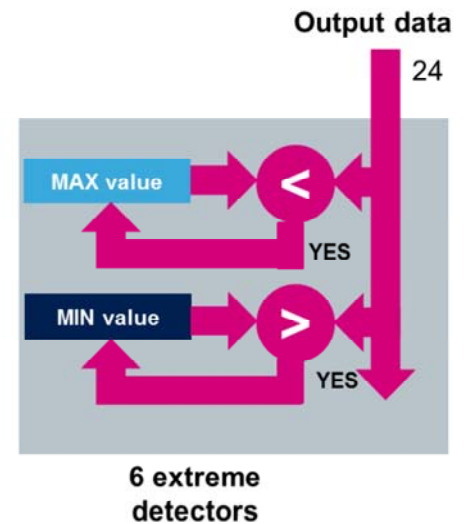 Output data
24
MAX value
<
YES
MIN value
>
YES
6 extreme
detectors